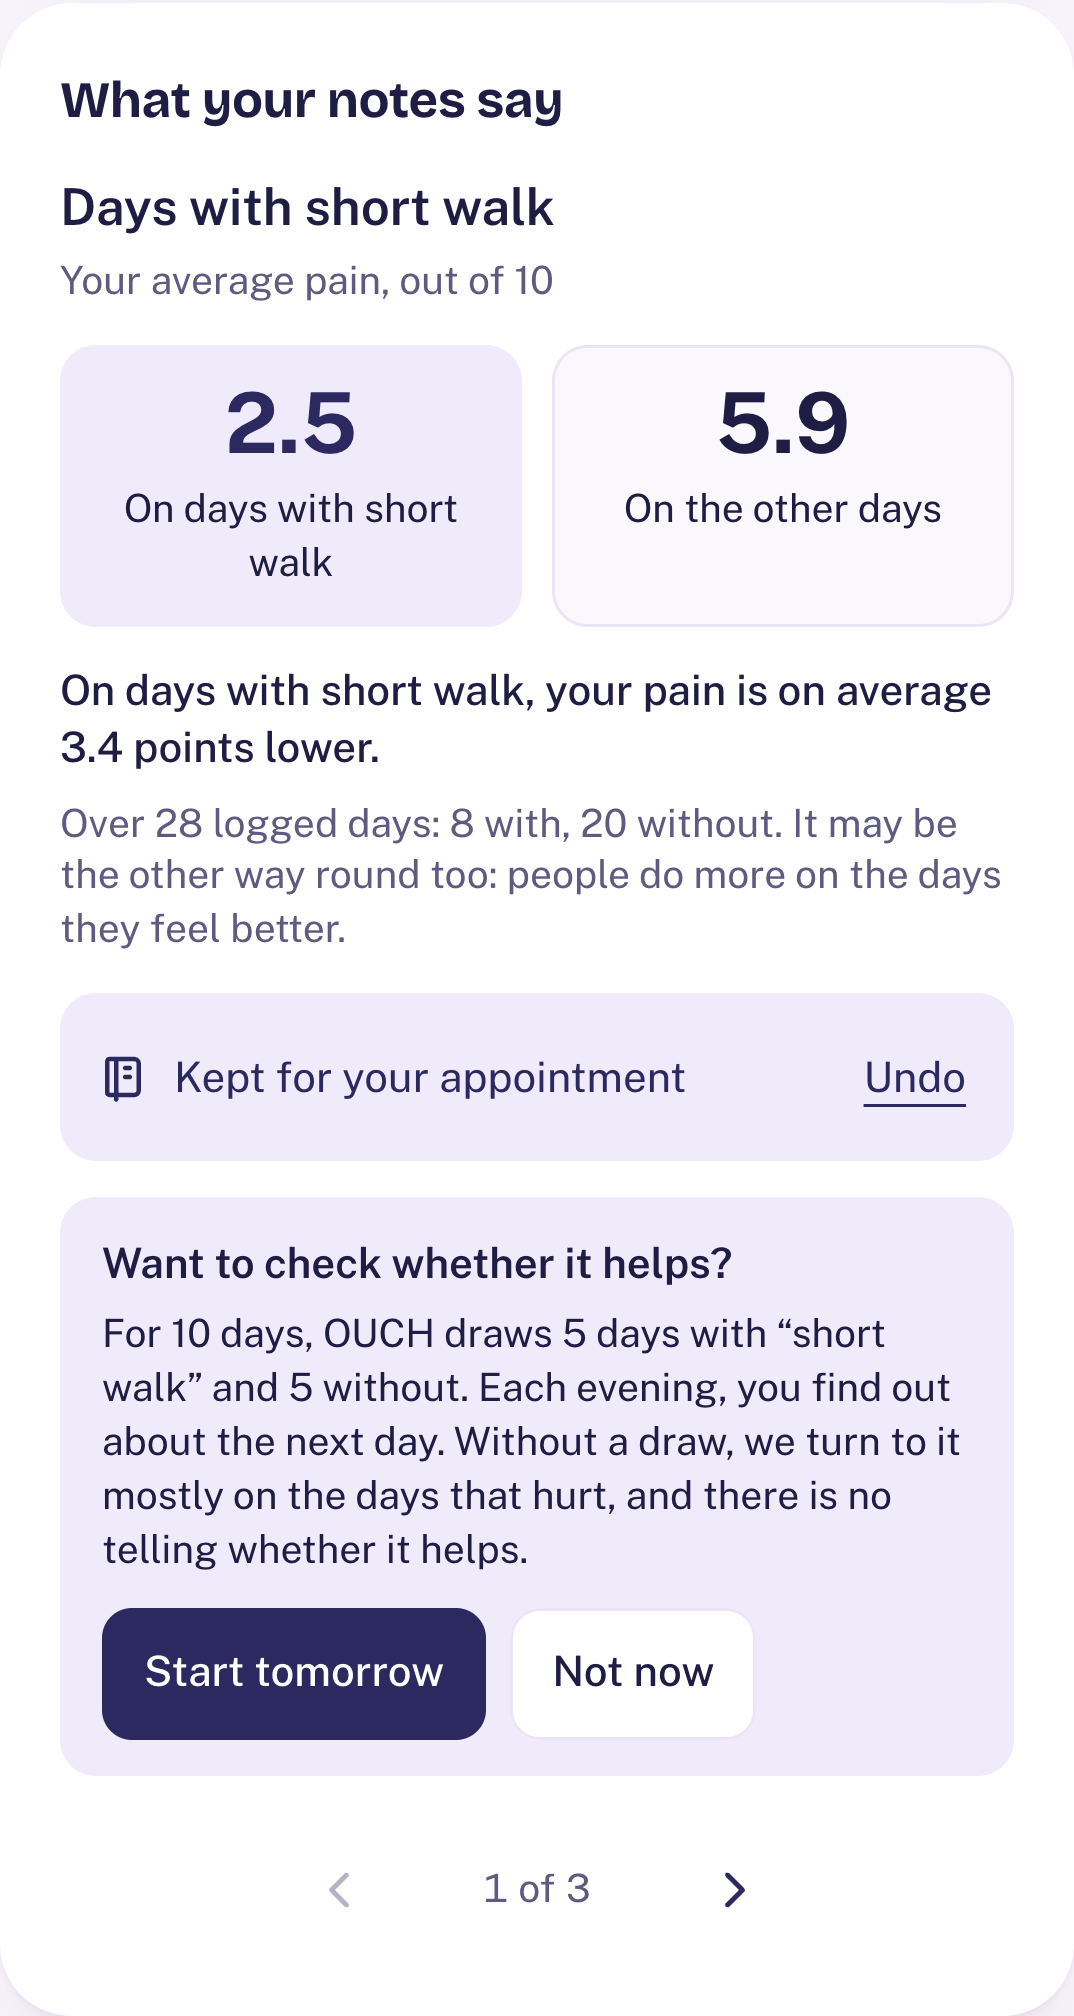 What your notes say
Days with short walk
Your average pain, out of 10
2.5
On days with short
walk
5.9
On the other days
On days with short walk, your pain is on average
3.4 points lower.
Over 28 logged days: 8 with, 20 without. It may be
the other way round too: people do more on the days
they feel better.
Kept for your appointment
Undo
Want to check whether it helps?
For 10 days, OUCH draws 5 days with “short
walk” and 5 without. Each evening, you find out
about the next day. Without a draw, we turn to it
mostly on the days that hurt, and there is no
telling whether it helps.
Start tomorrow
Not now
1 of 3